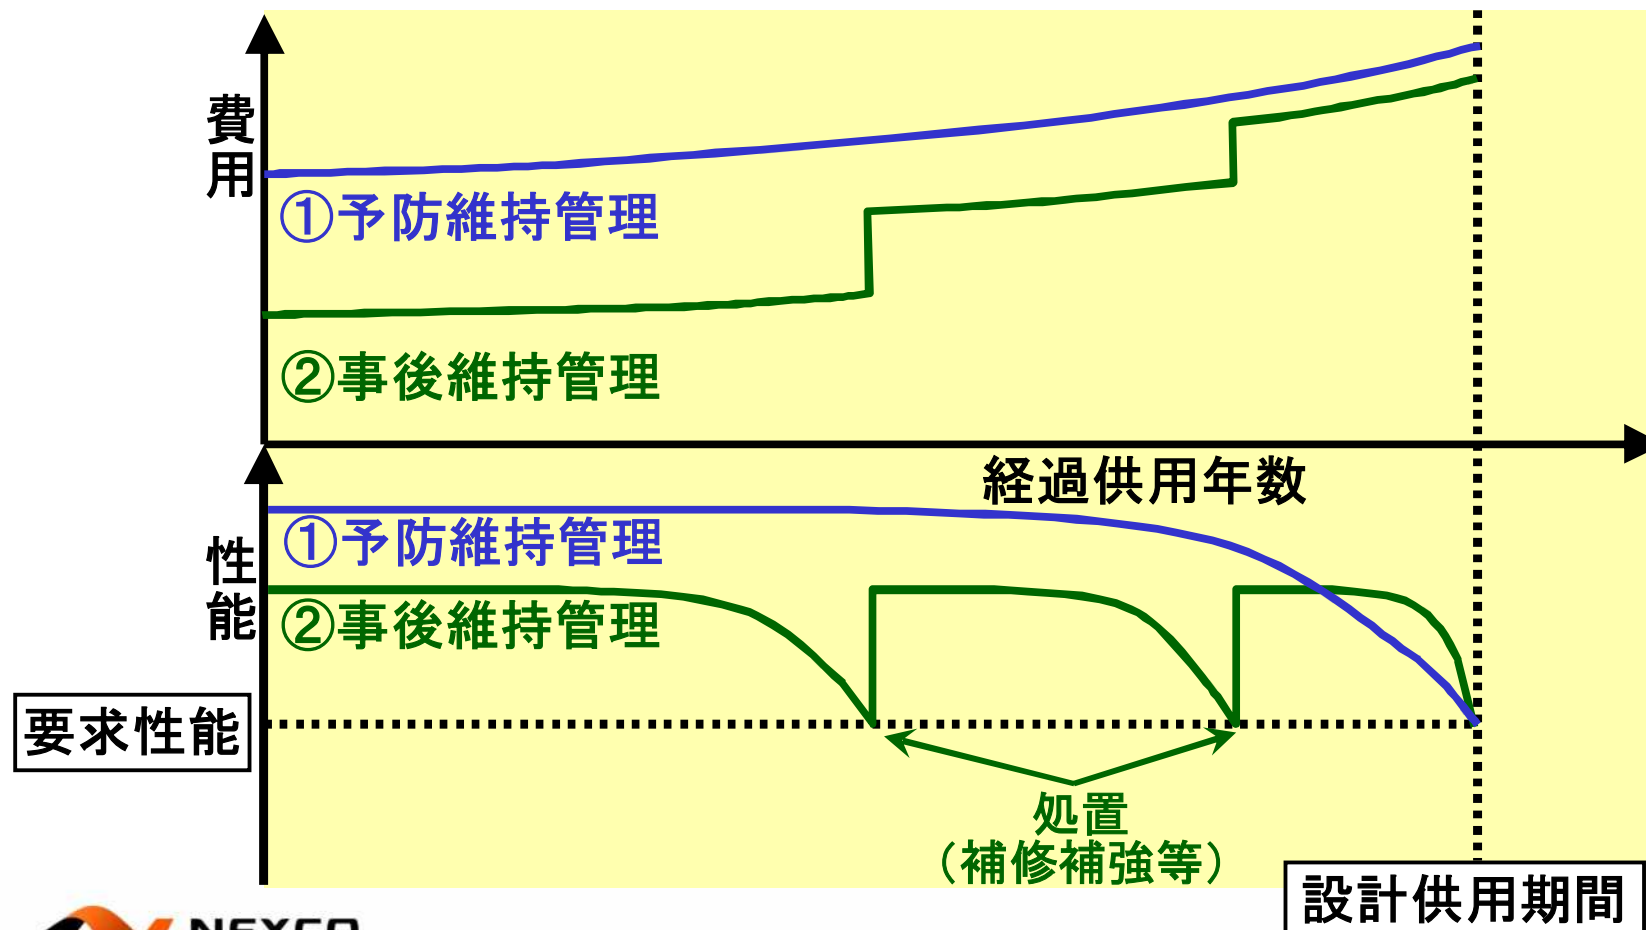 費用
①予防維持管理
②事後維持管理
経過供用年数
性能
①予防維持管理
②事後維持管理
要求性能
処置
（補修補強等）
設計供用期間
NEXCO